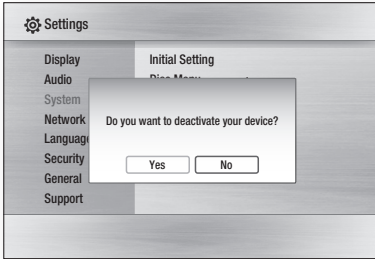 Settings
Display
Initial Setting
Audio
System
Network
Do you want to deactivate your device?
Language
Security
Yes
No
General
Support